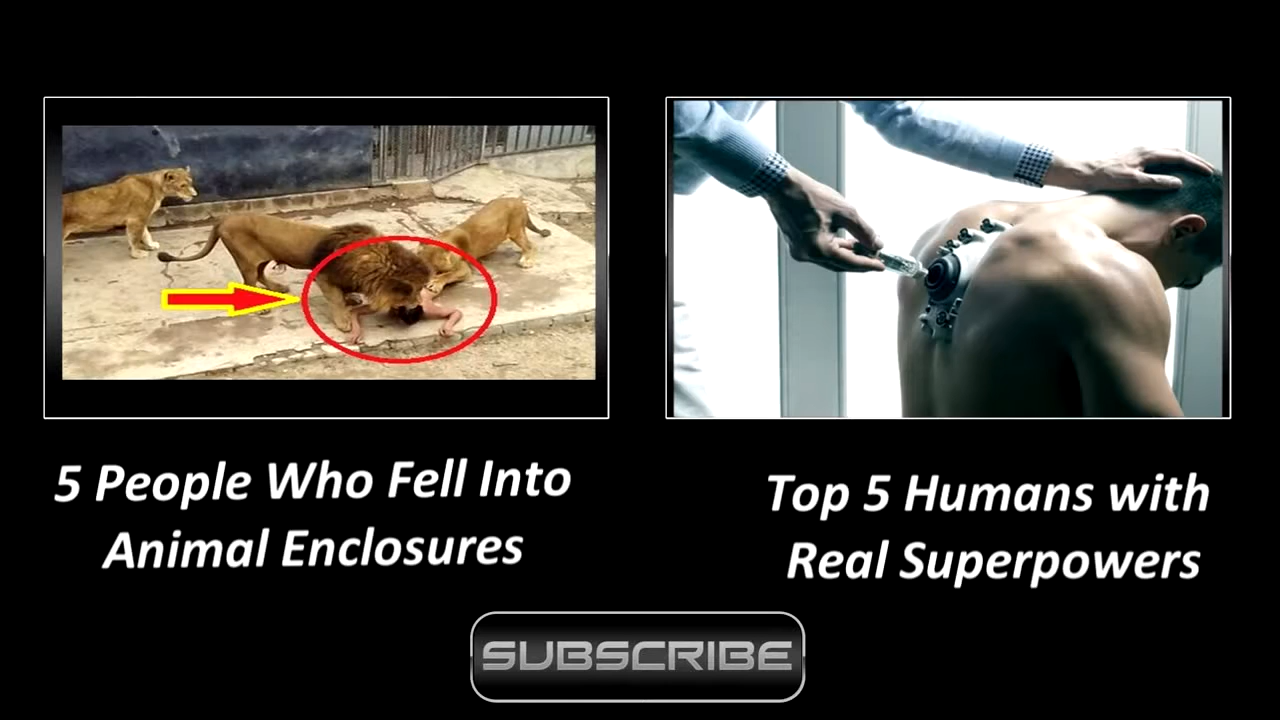 5 People Who Fell Into
Animal Enclosures
Top 5 Humans with
Real Superpowers
SUBSCRIBE